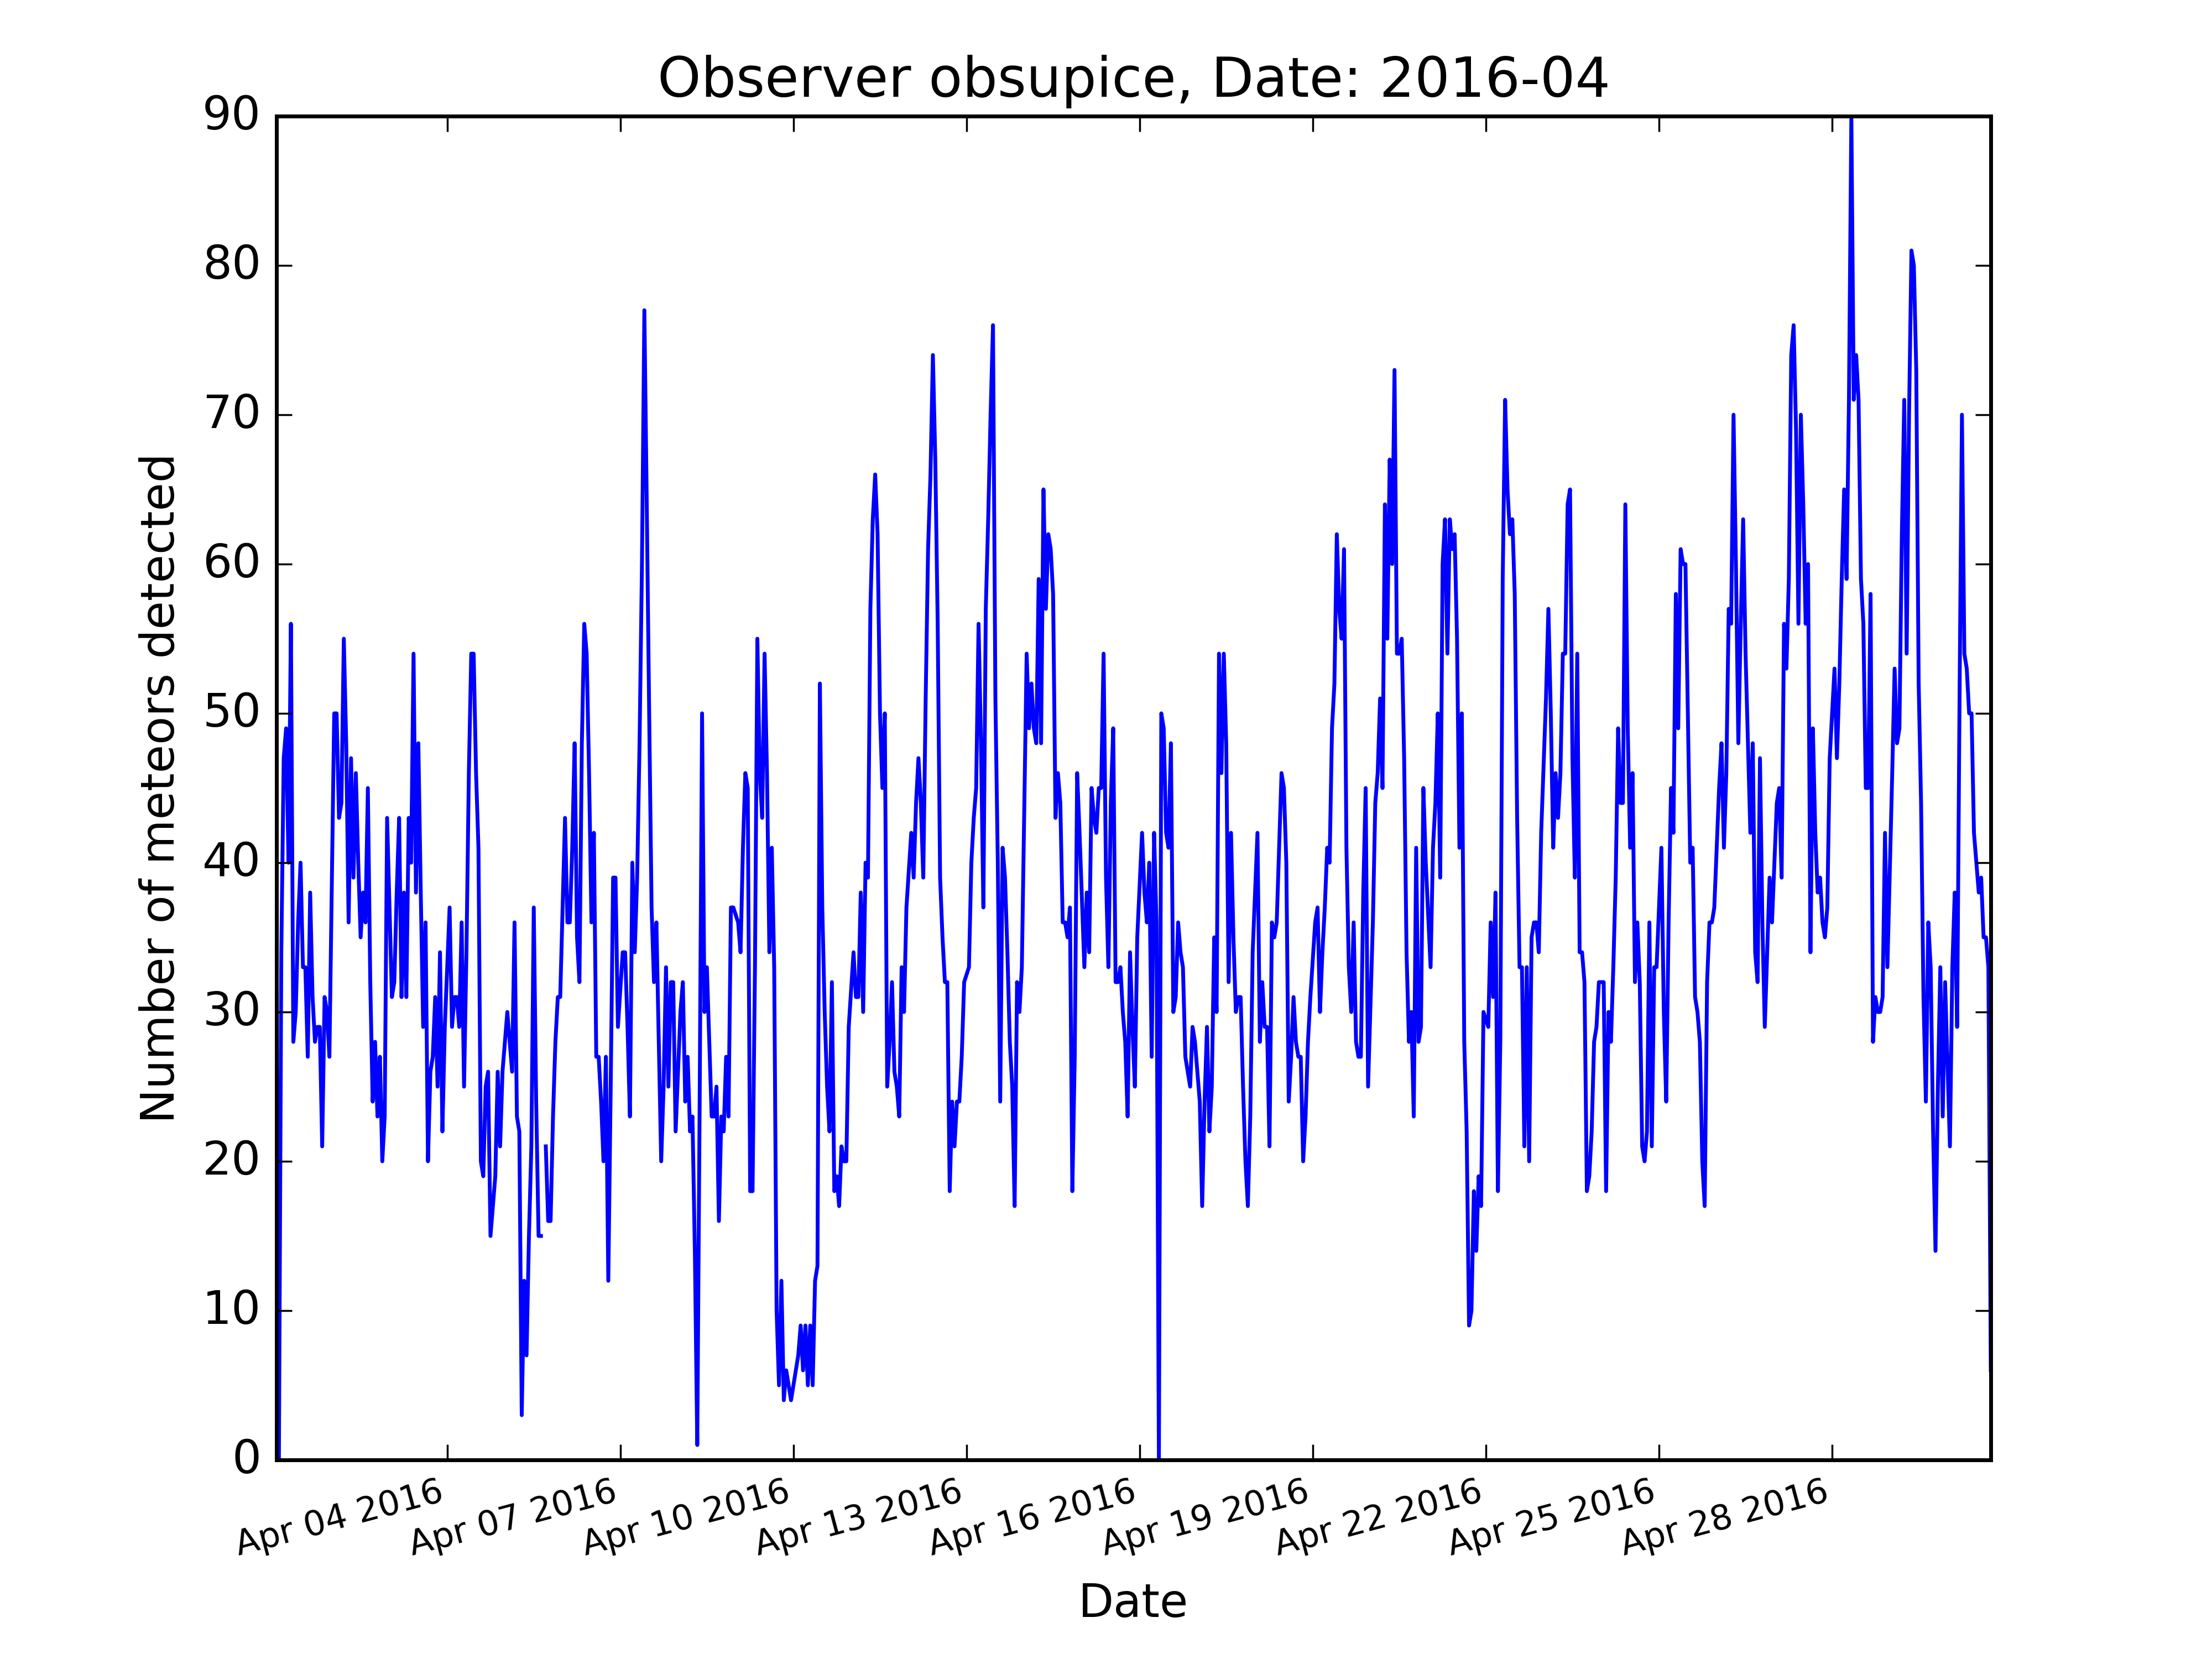 Observer obsupice, Date: 2016-04
90
80
70
60
50
40
30
20
10
0
Number of meteors detected
Apr 04 2016
Apr 07 2016
Apr 10 2016
Apr 13 2016
Apr 16 2016
Apr 19 2016
Apr 22 2016
Apr 25 2016
Apr 28 2016
Date